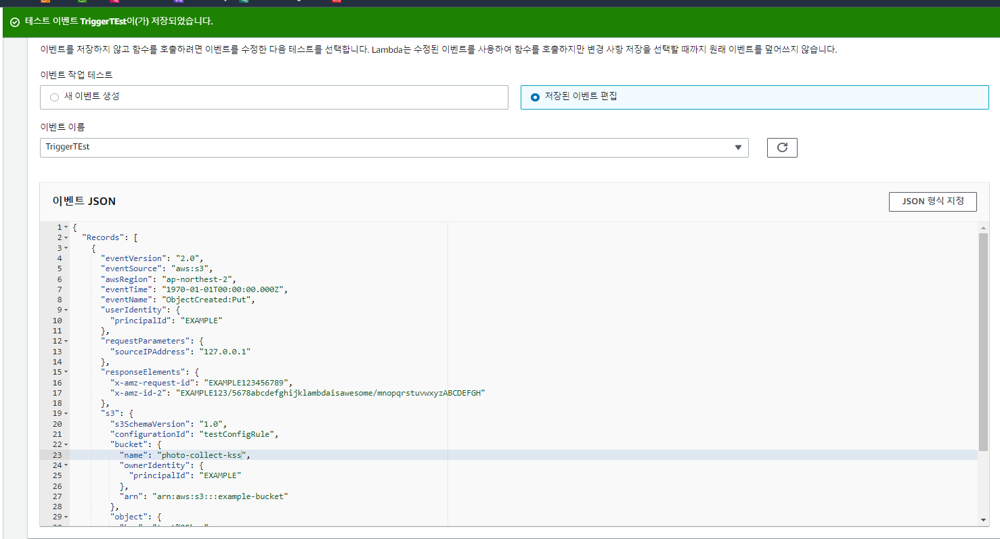 테스트 이벤트 TriggerTEst이(가) 저장되었습니다.
이벤트를 저장하지 않고 함수를 호출하려면 이벤트를 수정한 다음 테스트를 선택합니다. Lambda는 수정된 이벤트를 사용하여 함수를 호출하지만 변경 사항 저장을 선택할 때까지 원래 이벤트를 덮어쓰지 않습니다.
이벤트 작업 테스트
새 이벤트 생성
저장된 이벤트 편집
이벤트 이름
TriggerTEst
이벤트 JSON
JSON 형식 지정
1 {
2 "Records": [
3 {
4 "eventVersion": "2.0",
5 "eventSource": "aws:s3",
6 "awsRegion": "ap-northest-2",
7 "eventTime": "1970-01-01T00:00:00.000Z",
8 "eventName": "ObjectCreated:Put",
9 "userIdentity": {
10 "principalId": "EXAMPLE"
11 },
12 "requestParameters": {
13 "sourceIPAddress": "127.0.0.1"
14 },
15 "responseElements": {
16 "x-amz-request-id": "EXAMPLE123456789",
17 "x-amz-id-2": "EXAMPLE123/5678abcdefghijklambdaisawesome/mnopqrstuvwxyzABCDEFGH"
18 },
19 "s3": {
20 "s3SchemaVersion": "1.0",
21 "configurationId": "testConfigRule",
22 "bucket": {
23 "name": "photo-collect-kss",
24 "ownerIdentity": {
25 "principalId": "EXAMPLE"
26 },
27 "arn": "arn:aws:s3:::example-bucket"
28 },
29 "object": {